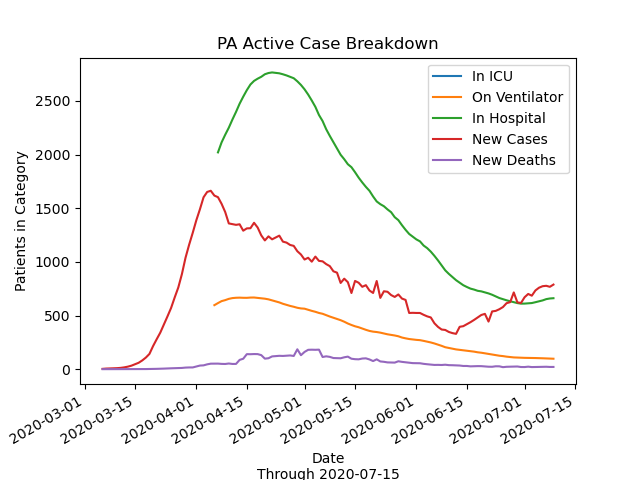 PA Active Case Breakdown
In ICU
On Ventilator
In Hospital
New Cases
New Deaths
Patients in Category
2500
2000
1500
1000
500
0
2020-03-01
2020-03-15
2020-04-01
2020-04-15
2020-05-01
2020-05-15
2020-06-01
2020-06-15
2020-07-01
2020-07-15
Date
Through 2020-07-15